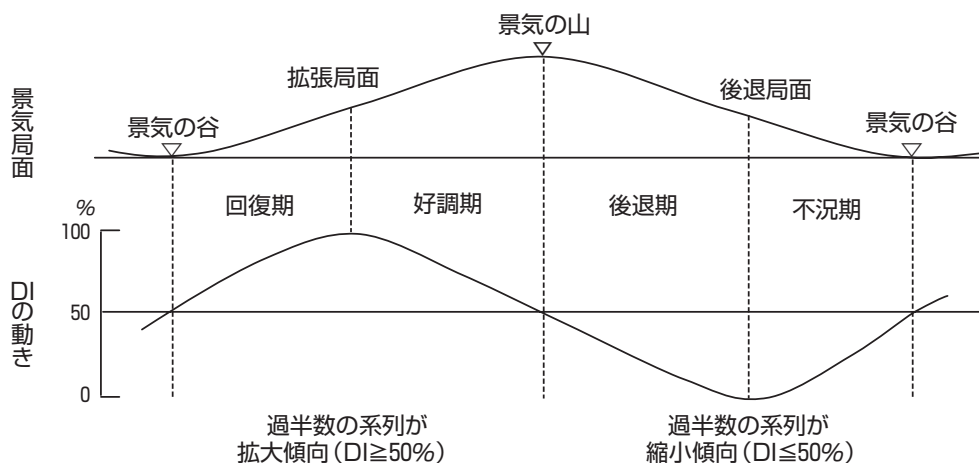 景気の山
▽
拡張局面
後退局面
景気局面
景気の谷
▽
景気の谷
▽
回復期
好調期
後退期
不況期
%
100
50
0
DIの動き
過半数の系列が
拡大傾向(DI≧50%)
過半数の系列が
縮小傾向(DI≦50%)